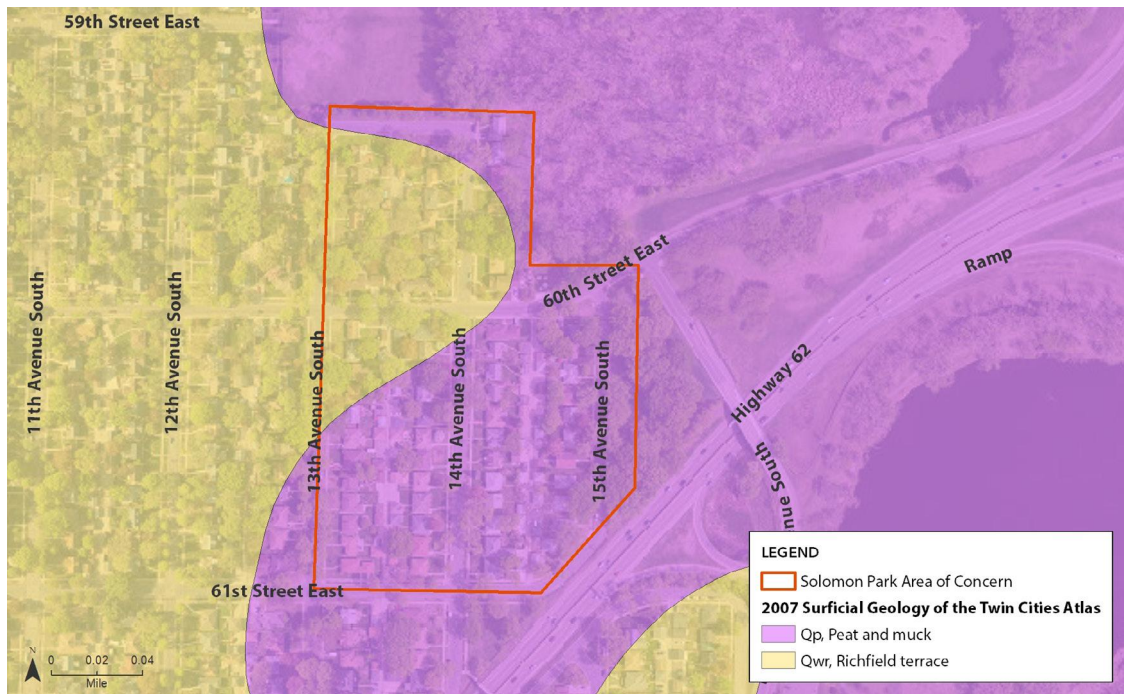 59th Street East
11th Avenue South
12th Avenue South
13th Avenue South
14th Avenue South
15th Avenue South
60th Street East
Ramp
Highway 62
nue South
61st Street East
N
0 0.02 0.04
Mile
LEGEND
Solomon Park Area of Concern
2007 Surficial Geology of the Twin Cities Atlas
Qp, Peat and muck
Qwr, Richfield terrace